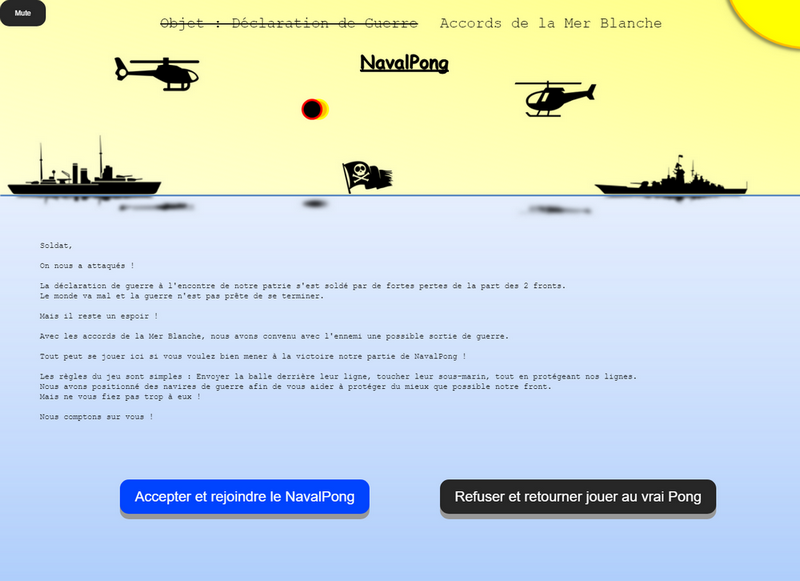 Mute
Objet : Déclaration de Guerre Accords de la Mer Blanche
NavalPong
Soldat,
On nous a attaqués !
La déclaration de guerre à l'encontre de notre patrie s'est soldé par de fortes pertes de la part des 2 fronts.
Le monde va mal et la guerre n'est pas prête de se terminer.
Mais il reste un espoir !
Avec les accords de la Mer Blanche, nous avons convenu avec l'ennemi une possible sortie de guerre.
Tout peut se jouer ici si vous voulez bien mener à la victoire notre partie de NavalPong !
Les règles du jeu sont simples : Envoyer la balle derrière leur ligne, toucher leur sous-marin, tout en protégeant nos lignes.
Nous avons positionné des navires de guerre afin de vous aider à protéger du mieux que possible notre front.
Mais ne vous fiez pas trop à eux !
Nous comptons sur vous !
Accepter et rejoindre le NavalPong
Refuser et retourner jouer au vrai Pong